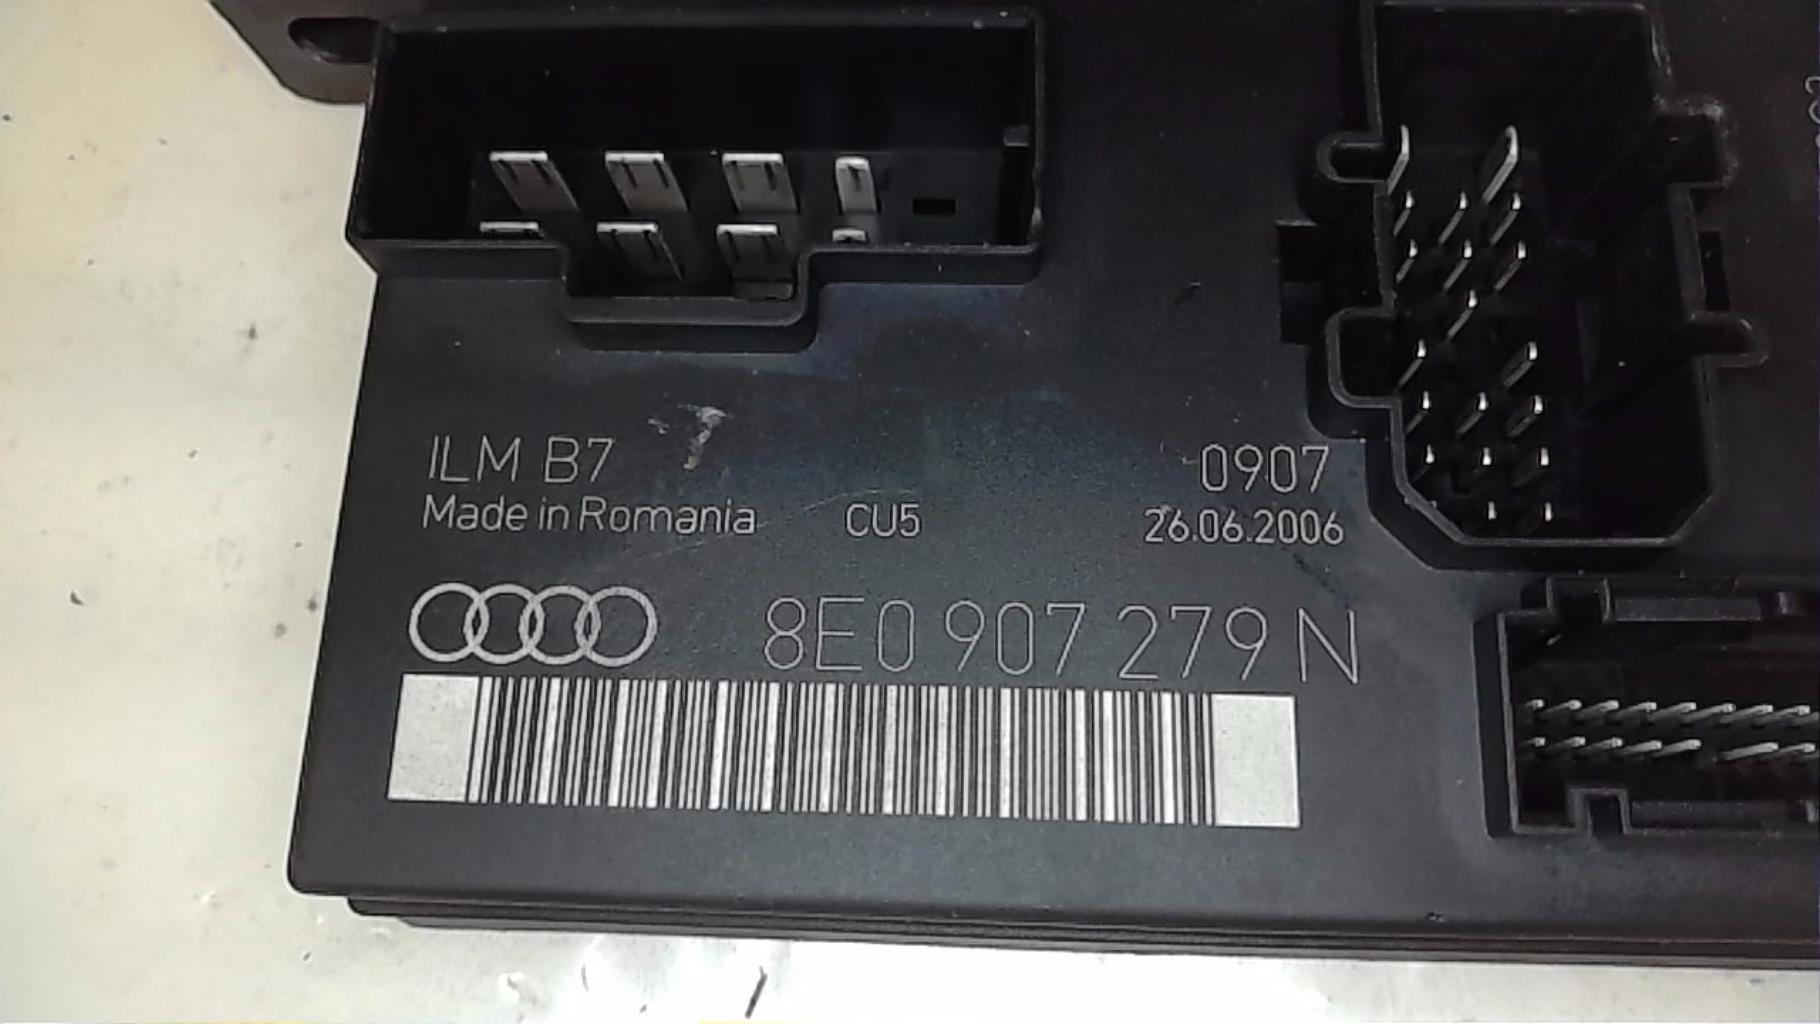 ILM B7
0907
Made in Romania
CU5
26.06.2006
8E0 907 279 N